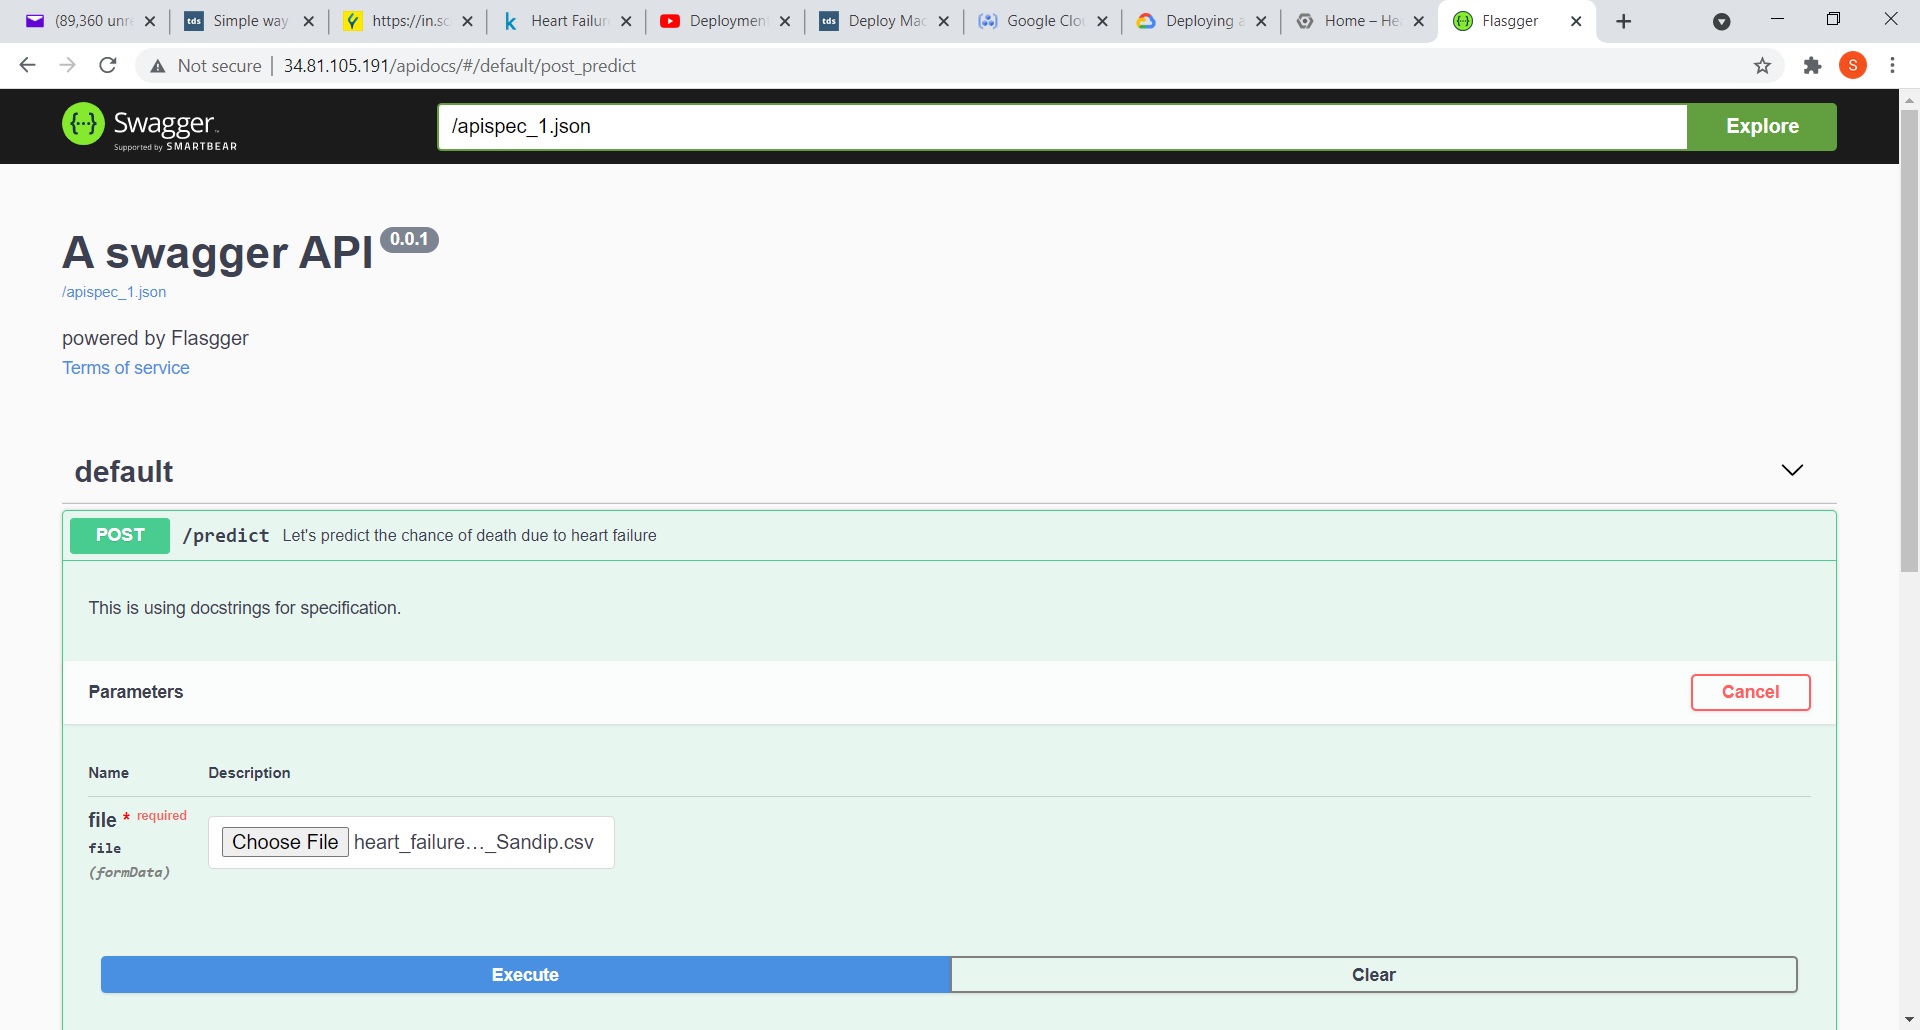 (89,360 unr
Simple way
https://in.sc
Heart Failur
Deploymen
Deploy Mac
Google Clo
Deploying a
Home – He
Flasgger
Not secure | 34.81.105.191/apidocs/#/default/post_predict
S
{···} Swagger
Supported by SMARTBEAR
/apispec_1.json
Explore
A swagger API 0.0.1
/apispec_1.json
powered by Flasgger
Terms of service
default
POST /predict Let's predict the chance of death due to heart failure
This is using docstrings for specification.
Parameters
Cancel
Name Description
file * required
file
(formData)
Choose File heart_failure…_Sandip.csv
Execute
Clear